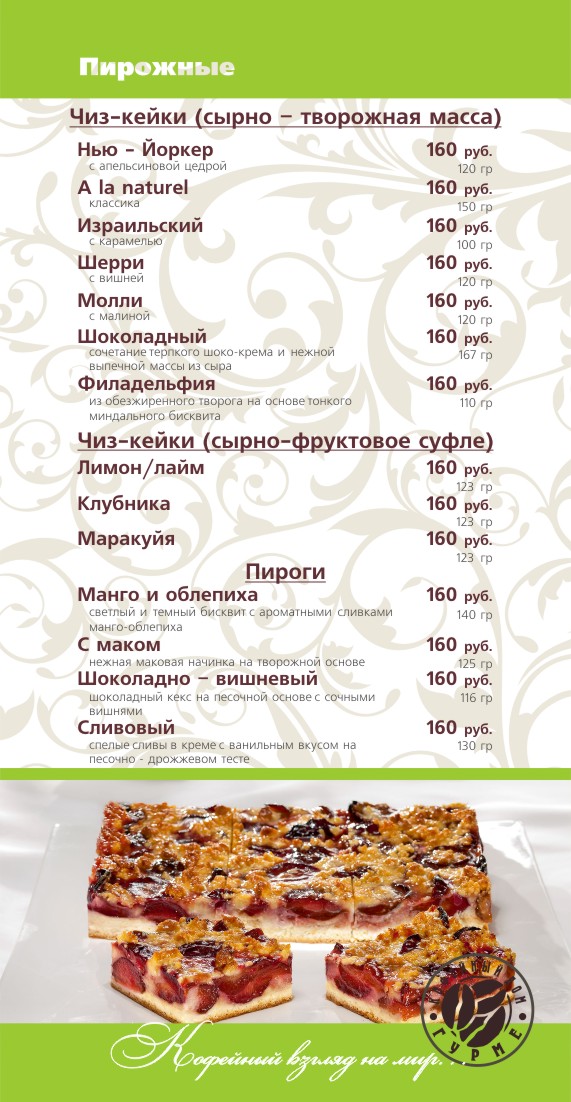 Пирожные
Чиз-кейки (сырно – творожная масса)
Нью - Йоркер 160 руб.
с апельсиновой цедрой 120 гр
A la naturel 160 руб.
классика 150 гр
Израильский 160 руб.
с карамелью 100 гр
Шерри 160 руб.
с вишней 120 гр
Молли 160 руб.
с малиной 120 гр
Шоколадный 160 руб.
сочетание терпкого шоко-крема и нежной 167 гр
выпечной массы из сыра
Филадельфия 160 руб.
из обезжиренного творога на основе тонкого 110 гр
миндального бисквита
Чиз-кейки (сырно-фруктовое суфле)
Лимон/лайм 160 руб.
123 гр
Клубника 160 руб.
123 гр
Маракуйя 160 руб.
123 гр
Пироги
Манго и облепиха 160 руб.
светлый и темный бисквит с ароматными сливками 140 гр
манго-облепиха
С маком 160 руб.
нежная маковая начинка на творожной основе 125 гр
Шоколадно – вишневый 160 руб.
шоколадный кекс на песочной основе с сочными 116 гр
вишнями
Сливовый 160 руб.
спелые сливы в креме с ванильным вкусом на 130 гр
песочно - дрожжевом тесте
Кофейный взгляд на мир...
ГУРМЕ